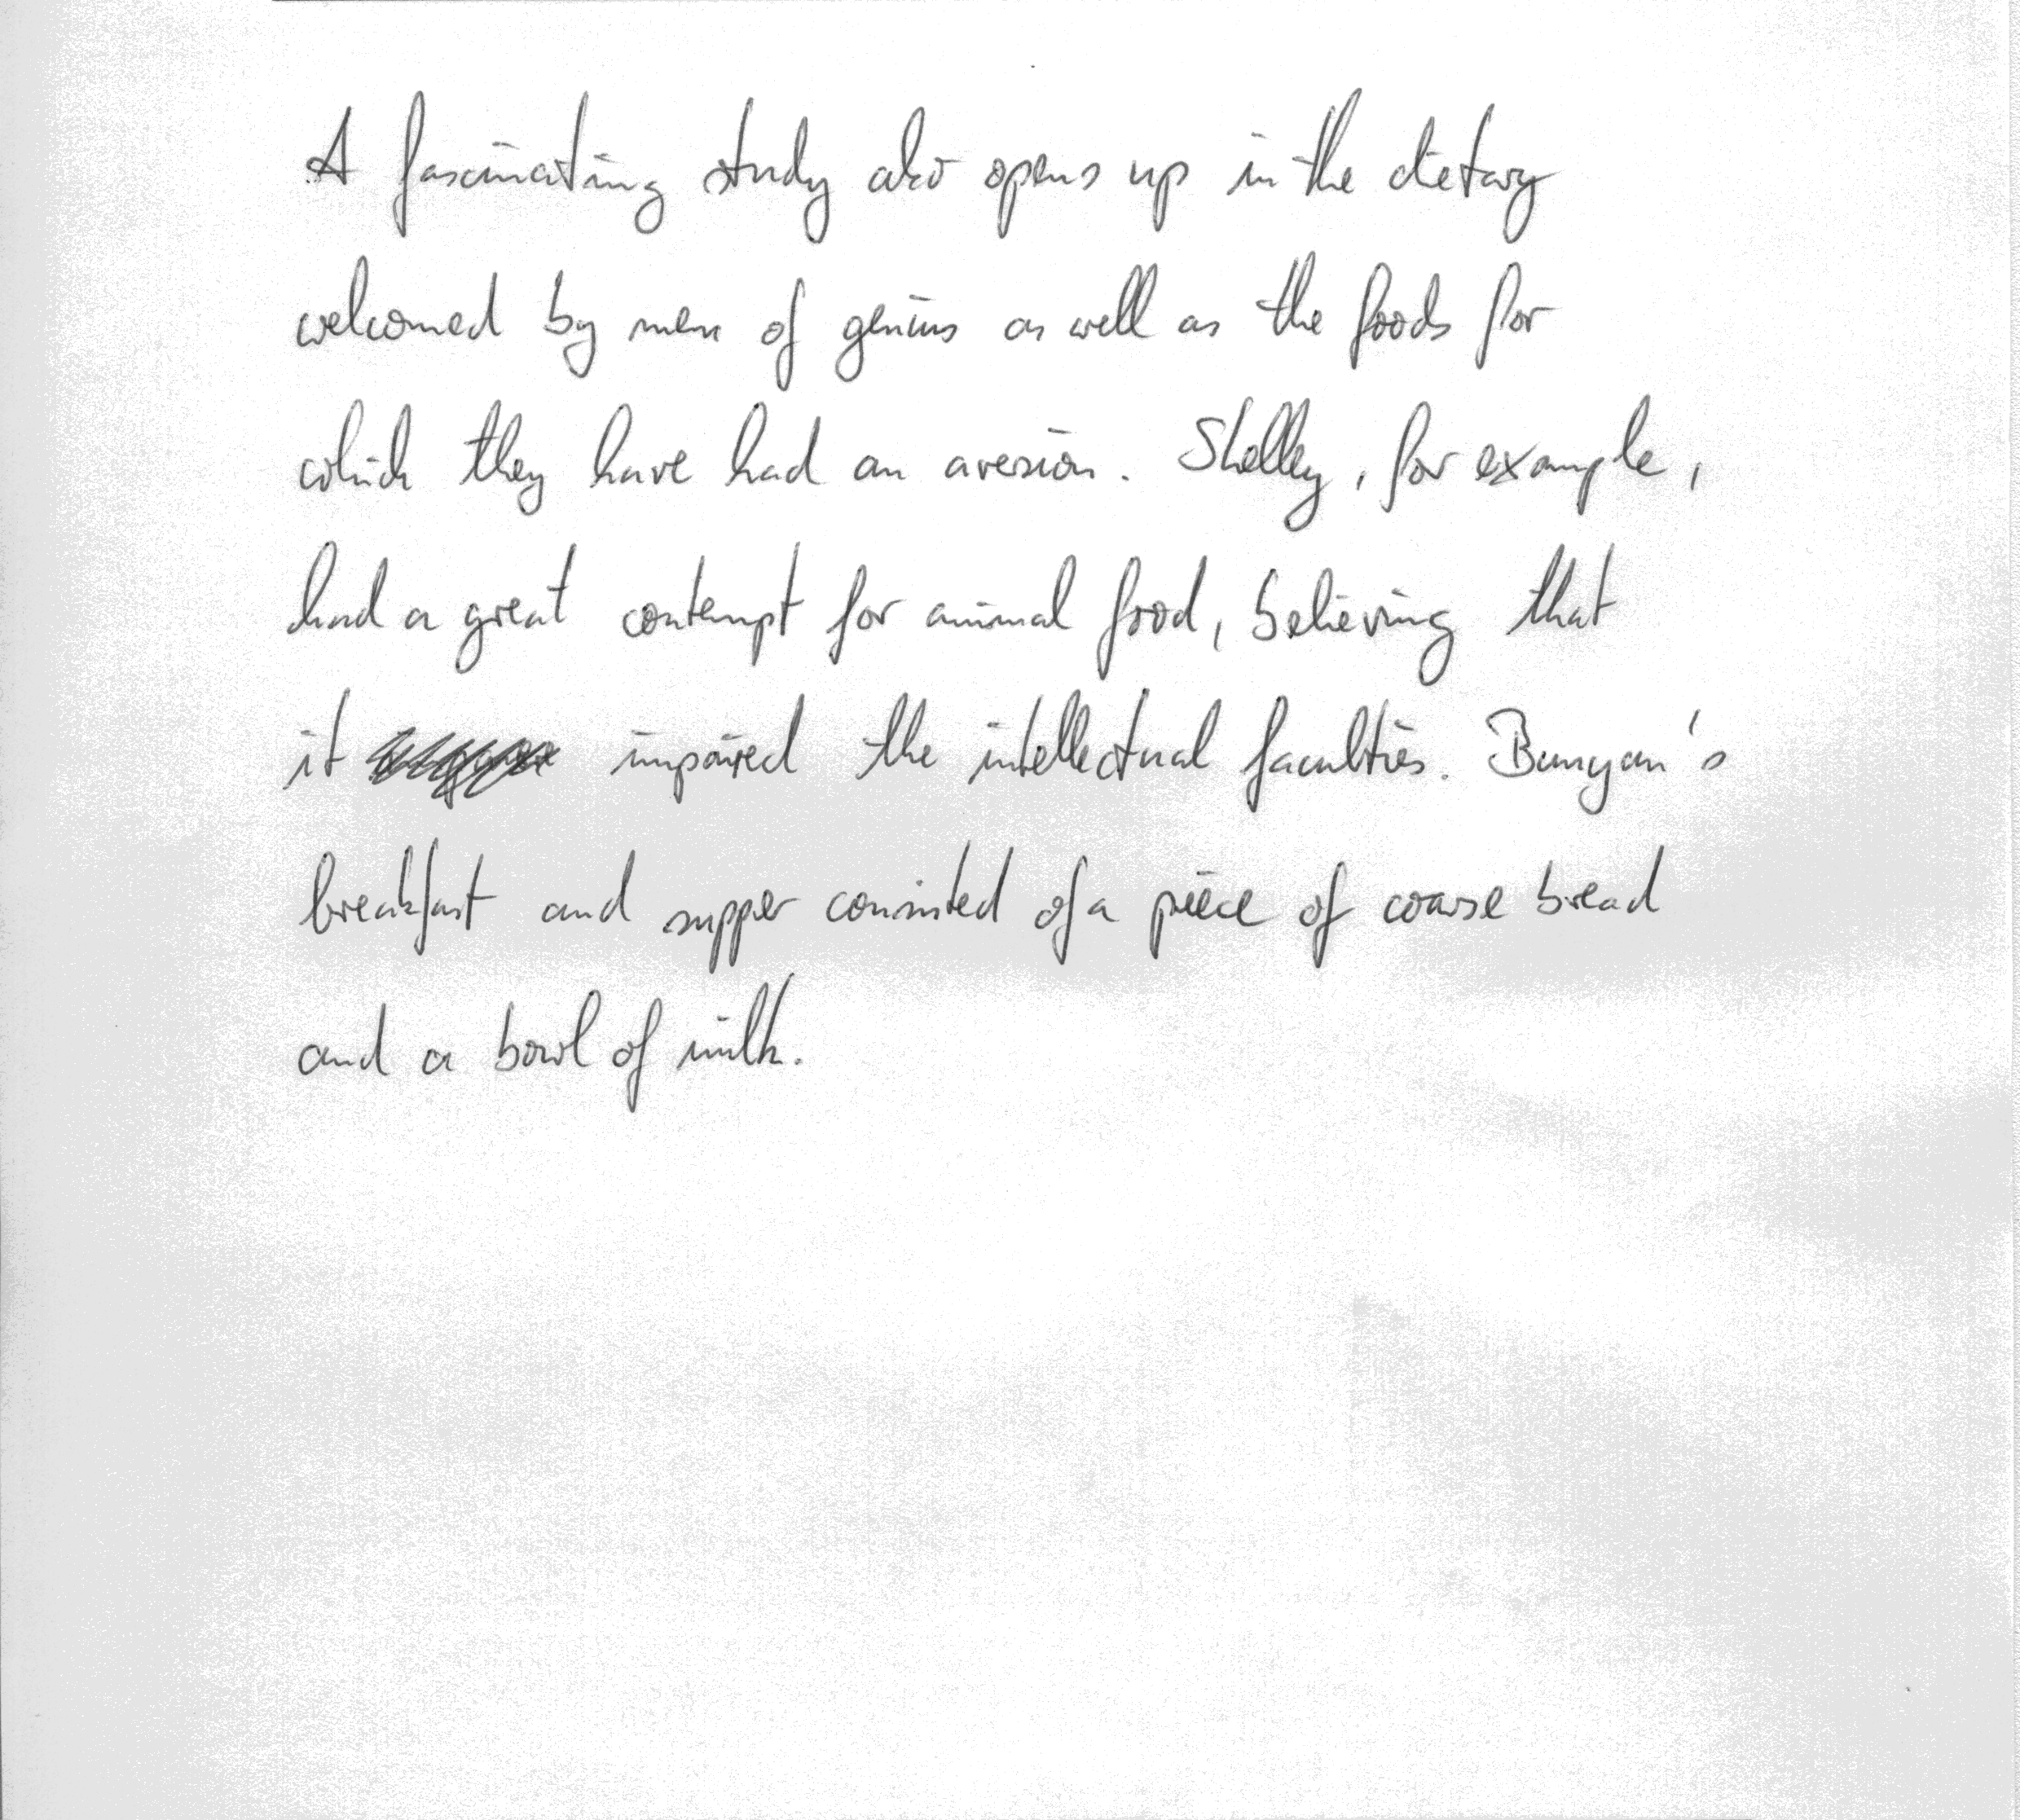 A fascinating study also opens up in the dietary
welcomed by men of genius as well as the foods for
which they have had an aversion. Shelley, for example,
had a great contempt for animal food, believing that
it impaired the intellectual faculties. Bunyan's
breakfast and supper consisted of a piece of coarse bread
and a bowl of milk.